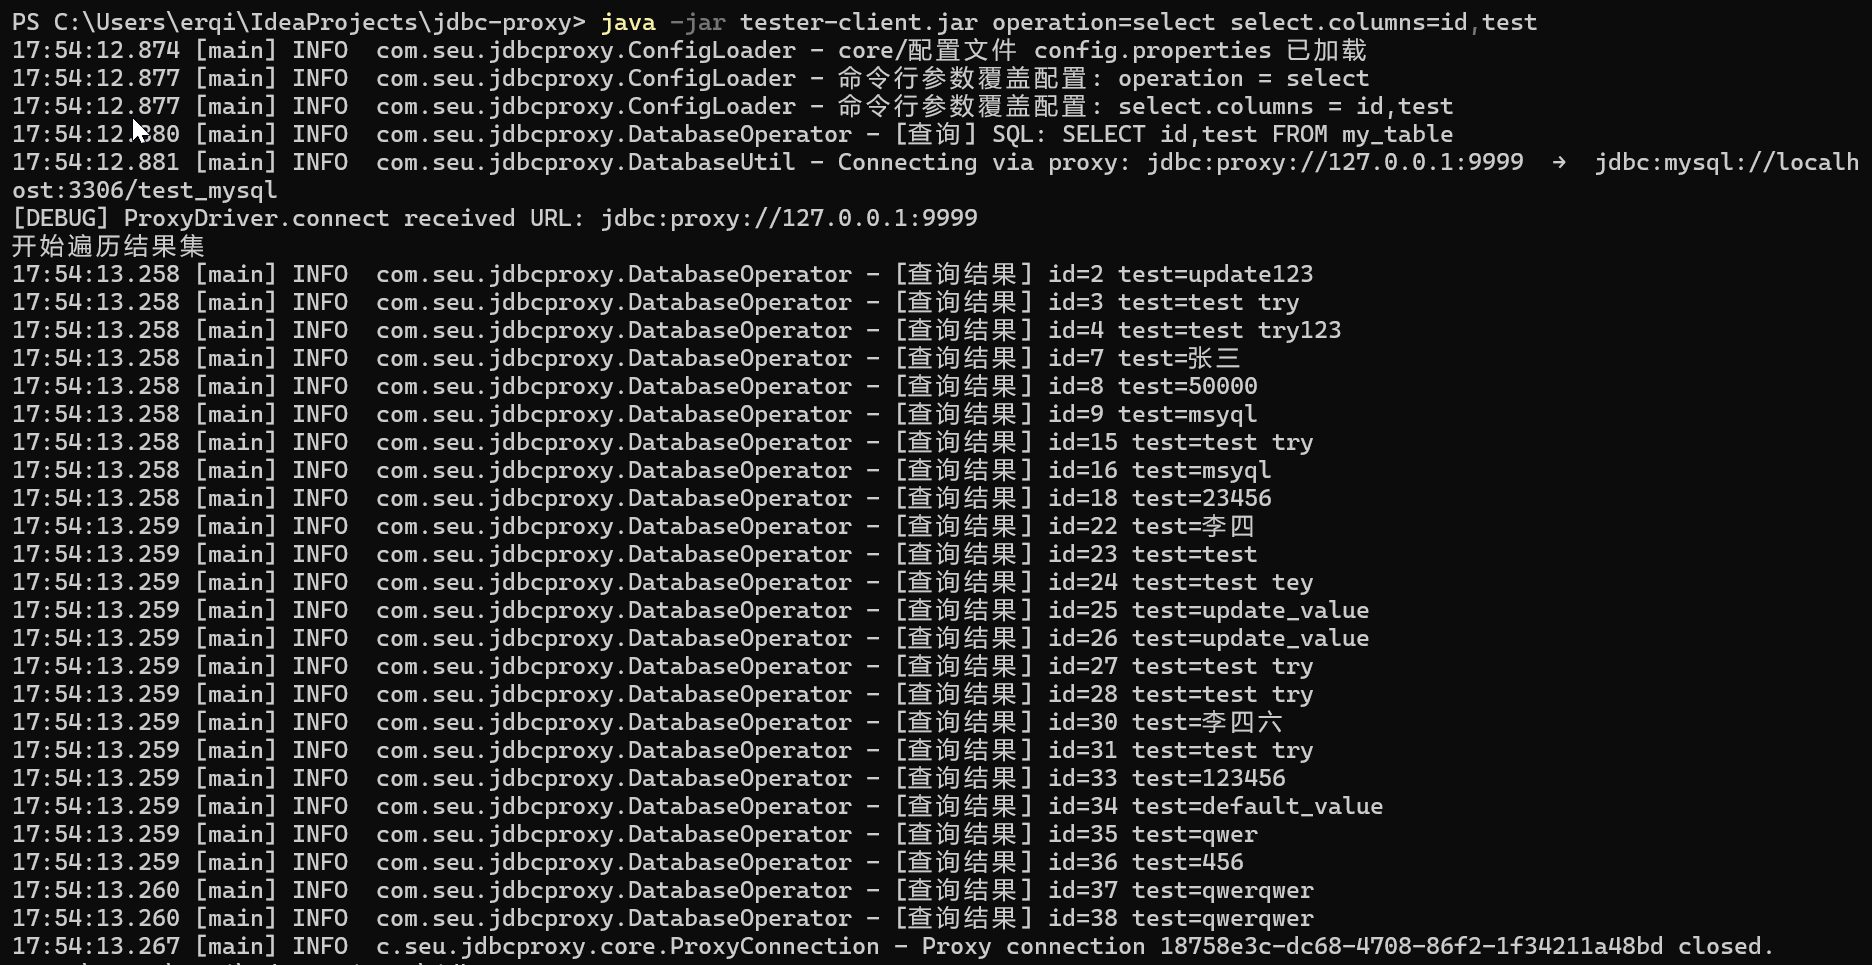 PS C:\Users\erqi\IdeaProjects\jdbc-proxy> java -jar tester-client.jar operation=select select.columns=id,test
17:54:12.874 [main] INFO  com.seu.jdbcproxy.ConfigLoader - core/配置文件 config.properties 已加载
17:54:12.877 [main] INFO  com.seu.jdbcproxy.ConfigLoader - 命令行参数覆盖配置: operation = select
17:54:12.877 [main] INFO  com.seu.jdbcproxy.ConfigLoader - 命令行参数覆盖配置: select.columns = id,test
17:54:12.880 [main] INFO  com.seu.jdbcproxy.DatabaseOperator - [查询] SQL: SELECT id,test FROM my_table
17:54:12.881 [main] INFO  com.seu.jdbcproxy.DatabaseUtil - Connecting via proxy: jdbc:proxy://127.0.0.1:9999  →  jdbc:mysql://localh
ost:3306/test_mysql
[DEBUG] ProxyDriver.connect received URL: jdbc:proxy://127.0.0.1:9999
开始遍历结果集
17:54:13.258 [main] INFO  com.seu.jdbcproxy.DatabaseOperator - [查询结果] id=2 test=update123
17:54:13.258 [main] INFO  com.seu.jdbcproxy.DatabaseOperator - [查询结果] id=3 test=test try
17:54:13.258 [main] INFO  com.seu.jdbcproxy.DatabaseOperator - [查询结果] id=4 test=test try123
17:54:13.258 [main] INFO  com.seu.jdbcproxy.DatabaseOperator - [查询结果] id=7 test=张三
17:54:13.258 [main] INFO  com.seu.jdbcproxy.DatabaseOperator - [查询结果] id=8 test=50000
17:54:13.258 [main] INFO  com.seu.jdbcproxy.DatabaseOperator - [查询结果] id=9 test=msyql
17:54:13.258 [main] INFO  com.seu.jdbcproxy.DatabaseOperator - [查询结果] id=15 test=test try
17:54:13.258 [main] INFO  com.seu.jdbcproxy.DatabaseOperator - [查询结果] id=16 test=msyql
17:54:13.258 [main] INFO  com.seu.jdbcproxy.DatabaseOperator - [查询结果] id=18 test=23456
17:54:13.259 [main] INFO  com.seu.jdbcproxy.DatabaseOperator - [查询结果] id=22 test=李四
17:54:13.259 [main] INFO  com.seu.jdbcproxy.DatabaseOperator - [查询结果] id=23 test=test
17:54:13.259 [main] INFO  com.seu.jdbcproxy.DatabaseOperator - [查询结果] id=24 test=test tey
17:54:13.259 [main] INFO  com.seu.jdbcproxy.DatabaseOperator - [查询结果] id=25 test=update_value
17:54:13.259 [main] INFO  com.seu.jdbcproxy.DatabaseOperator - [查询结果] id=26 test=update_value
17:54:13.259 [main] INFO  com.seu.jdbcproxy.DatabaseOperator - [查询结果] id=27 test=test try
17:54:13.259 [main] INFO  com.seu.jdbcproxy.DatabaseOperator - [查询结果] id=28 test=test try
17:54:13.259 [main] INFO  com.seu.jdbcproxy.DatabaseOperator - [查询结果] id=30 test=李四六
17:54:13.259 [main] INFO  com.seu.jdbcproxy.DatabaseOperator - [查询结果] id=31 test=test try
17:54:13.259 [main] INFO  com.seu.jdbcproxy.DatabaseOperator - [查询结果] id=33 test=123456
17:54:13.259 [main] INFO  com.seu.jdbcproxy.DatabaseOperator - [查询结果] id=34 test=default_value
17:54:13.259 [main] INFO  com.seu.jdbcproxy.DatabaseOperator - [查询结果] id=35 test=qwer
17:54:13.259 [main] INFO  com.seu.jdbcproxy.DatabaseOperator - [查询结果] id=36 test=456
17:54:13.260 [main] INFO  com.seu.jdbcproxy.DatabaseOperator - [查询结果] id=37 test=qwerqwer
17:54:13.260 [main] INFO  com.seu.jdbcproxy.DatabaseOperator - [查询结果] id=38 test=qwerqwer
17:54:13.267 [main] INFO  c.seu.jdbcproxy.core.ProxyConnection - Proxy connection 18758e3c-dc68-4708-86f2-1f34211a48bd closed.